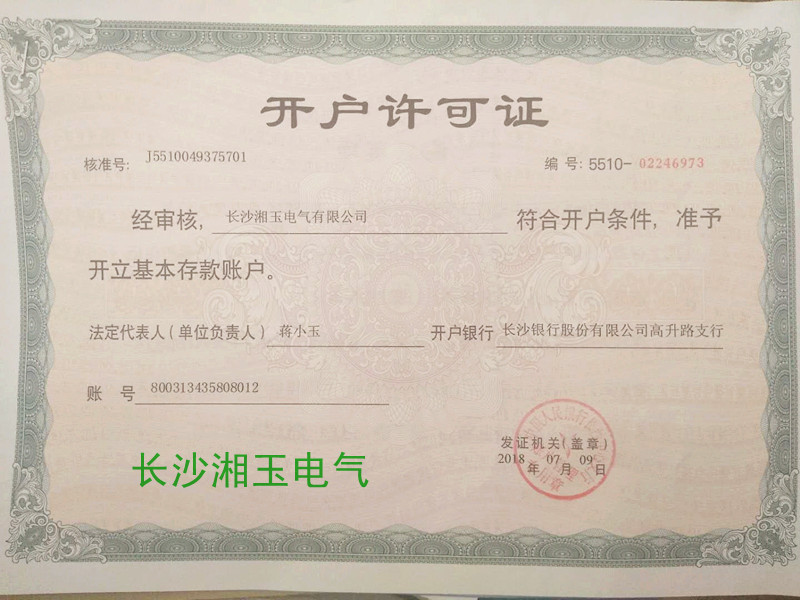 开户许可证
核准号: J5510049375701 编号: 5510-02246973
经审核, 长沙湘玉电气有限公司 符合开户条件, 准予
开立基本存款账户。
法定代表人(单位负责人) 蒋小玉 开户银行 长沙银行股份有限公司高升路支行
账 号 800313435808012
发证机关(盖章)
2018 年 07 月 09 日
长沙湘玉电气